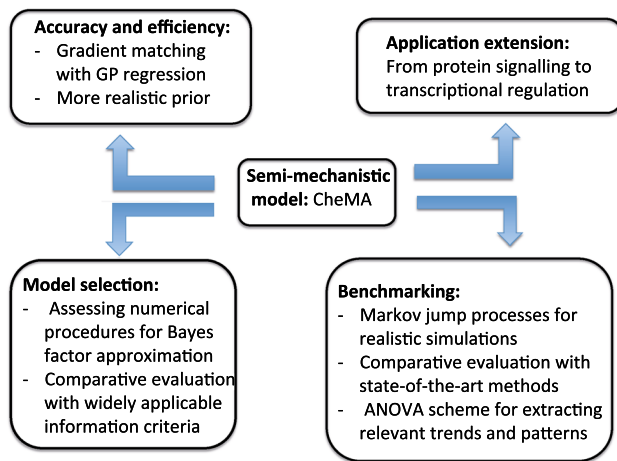 Accuracy and efficiency:
- Gradient matching
with GP regression
- More realistic prior
Application extension:
From protein signalling to
transcriptional regulation
Semi-mechanistic
model: CheMA
Model selection:
- Assessing numerical
procedures for Bayes
factor approximation
- Comparative evaluation
with widely applicable
information criteria
Benchmarking:
- Markov jump processes for
realistic simulations
- Comparative evaluation with
state-of-the-art methods
- ANOVA scheme for extracting
relevant trends and patterns